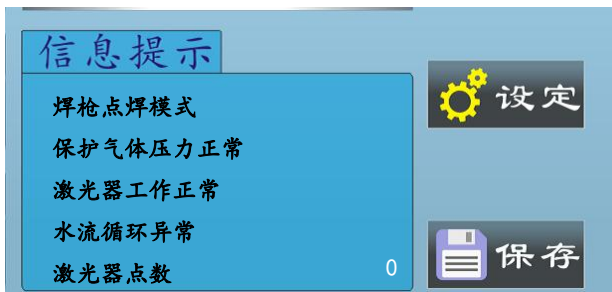 信息提示
焊枪点焊模式
设定
保护气体压力正常
激光器工作正常
水流循环异常
激光器点数 0
保存